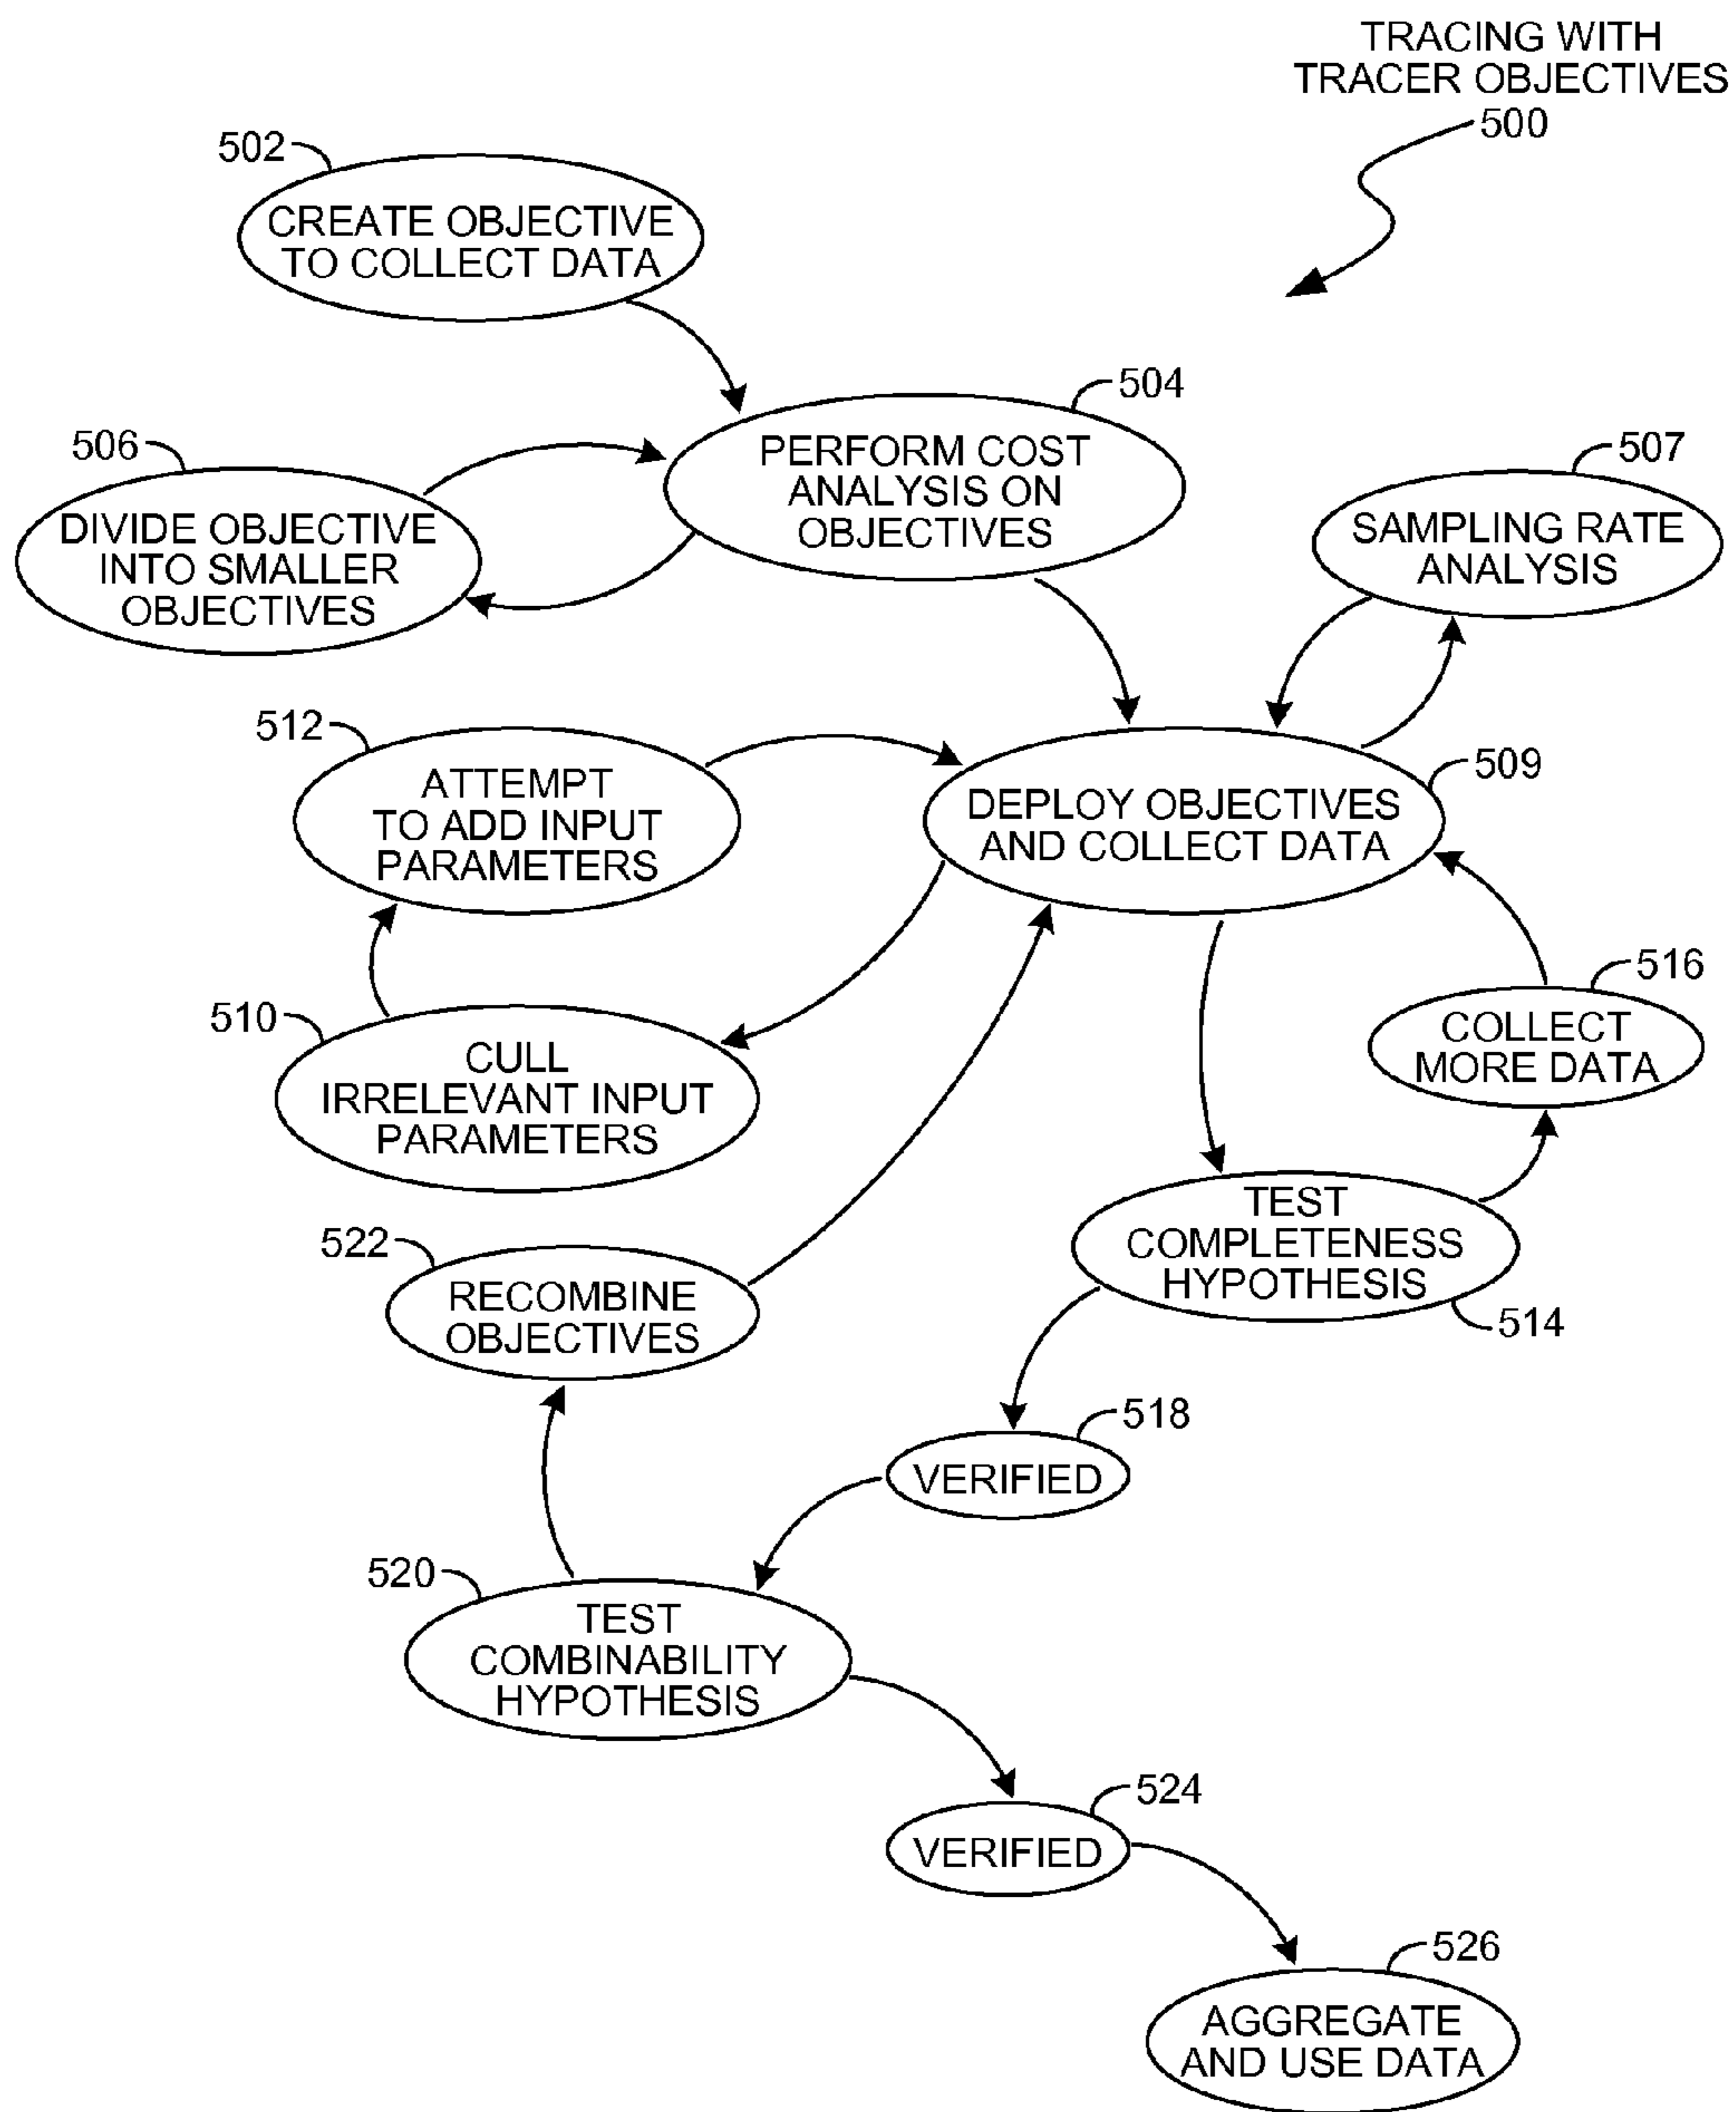 TRACING WITH
TRACER OBJECTIVES
500
502
CREATE OBJECTIVE
TO COLLECT DATA
504
PERFORM COST
ANALYSIS ON
OBJECTIVES
506
DIVIDE OBJECTIVE
INTO SMALLER
OBJECTIVES
507
SAMPLING RATE
ANALYSIS
512
ATTEMPT
TO ADD INPUT
PARAMETERS
509
DEPLOY OBJECTIVES
AND COLLECT DATA
516
COLLECT
MORE DATA
510
CULL
IRRELEVANT INPUT
PARAMETERS
TEST
COMPLETENESS
HYPOTHESIS
514
522
RECOMBINE
OBJECTIVES
518
VERIFIED
520
TEST
COMBINABILITY
HYPOTHESIS
524
VERIFIED
526
AGGREGATE
AND USE DATA